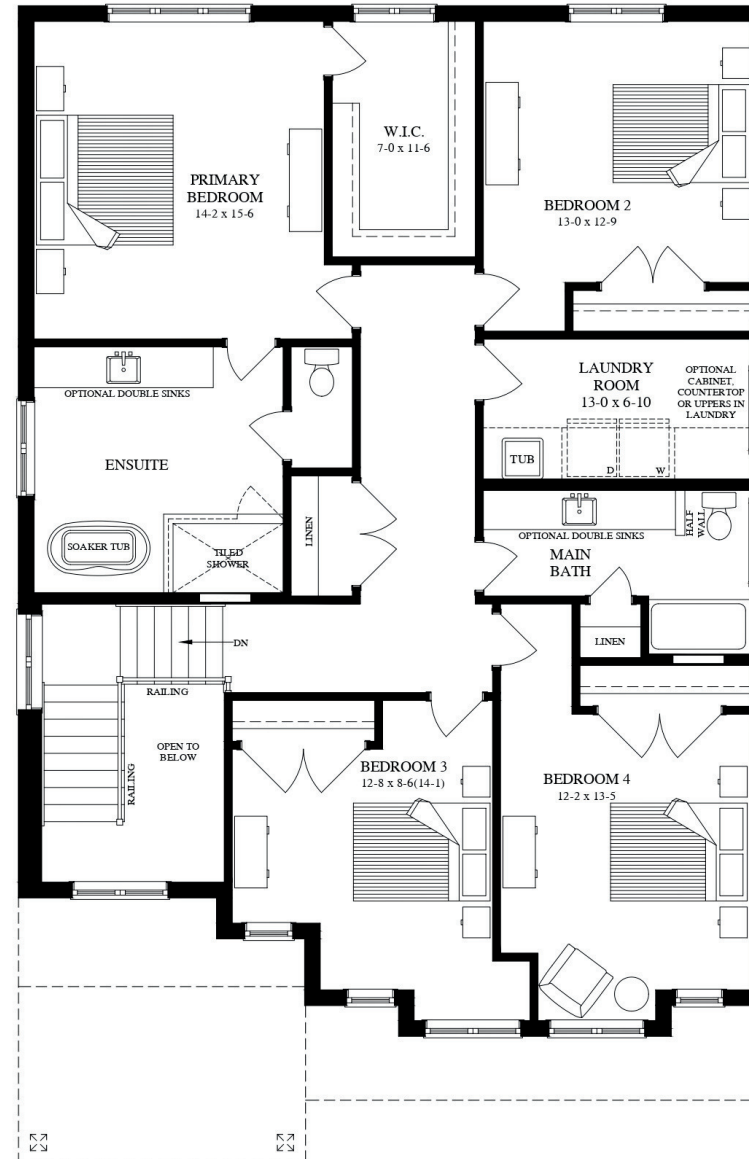 W.I.C.
7-0 x 11-6
PRIMARY
BEDROOM
14-2 x 15-6
BEDROOM 2
13-0 x 12-9
OPTIONAL DOUBLE SINKS
LAUNDRY
ROOM
13-0 x 6-10
OPTIONAL
CABINET,
COUNTERTOP
OR UPPERS IN
LAUNDRY
TUB
D
W
ENSUITE
SOAKER TUB
TILED
SHOWER
LINEN
OPTIONAL DOUBLE SINKS
HALF
WALL
MAIN
BATH
LINEN
DN
RAILING
RAILING
OPEN TO
BELOW
BEDROOM 3
12-8 x 8-6(14-1)
BEDROOM 4
12-2 x 13-5